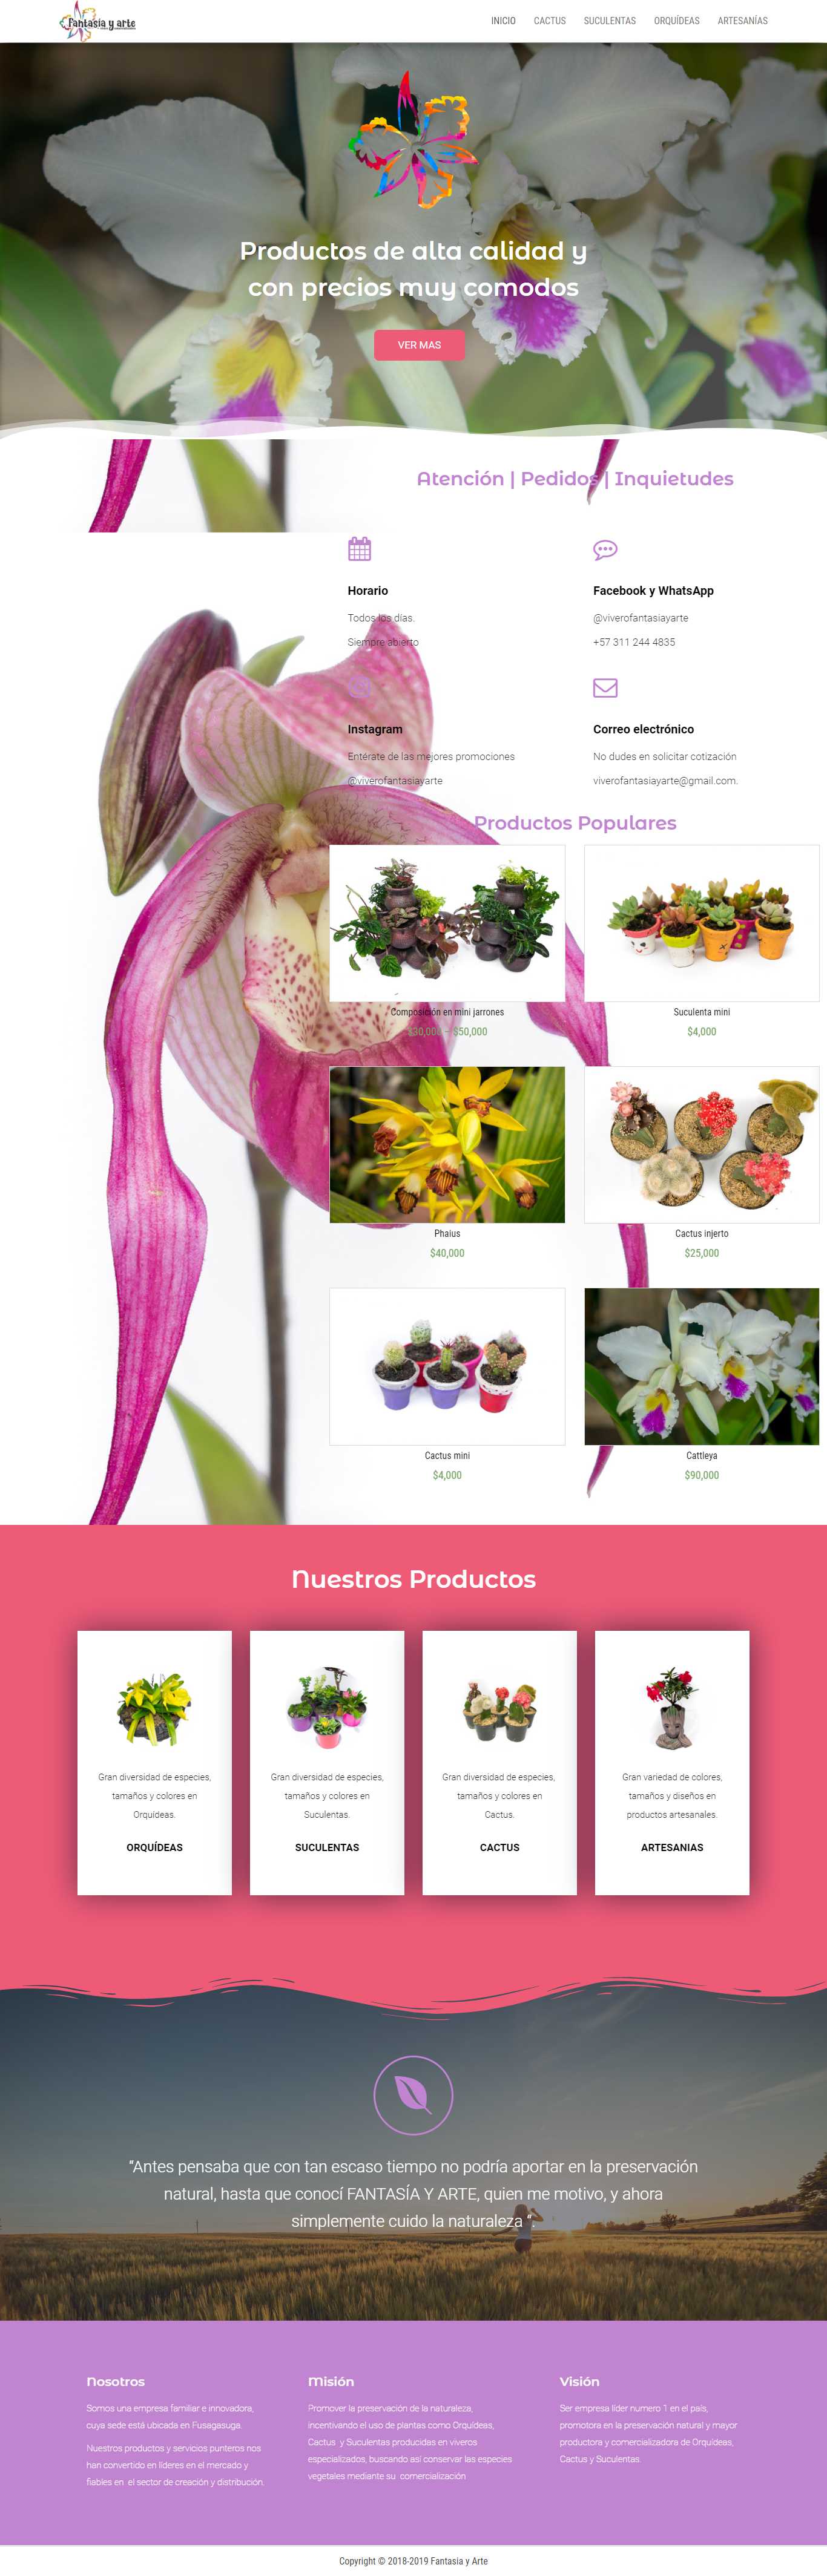 Fantasía y arte
INICIO
CACTUS
SUCULENTAS
ORQUÍDEAS
ARTESANÍAS
Productos de alta calidad y
con precios muy comodos
VER MAS
Atención | Pedidos | Inquietudes
Horario
Todos los días.
Siempre abierto
Facebook y WhatsApp
@viverofantasiayarte
+57 311 244 4835
Instagram
Entérate de las mejores promociones
@viverofantasiayarte
Correo electrónico
No dudes en solicitar cotización
viverofantasiayarte@gmail.com.
Productos Populares
Composición en mini jarrones
$30,000 – $50,000
Suculenta mini
$4,000
Phaius
$40,000
Cactus injerto
$25,000
Cactus mini
$4,000
Cattleya
$90,000
Nuestros Productos
Gran diversidad de especies,
tamaños y colores en
Orquídeas.
ORQUÍDEAS
Gran diversidad de especies,
tamaños y colores en
Suculentas.
SUCULENTAS
Gran diversidad de especies,
tamaños y colores en
Cactus.
CACTUS
Gran variedad de colores,
tamaños y diseños en
productos artesanales.
ARTESANIAS
“Antes pensaba que con tan escaso tiempo no podría aportar en la preservación
natural, hasta que conocí FANTASÍA Y ARTE, quien me motivo, y ahora
simplemente cuido la naturaleza “.
Nosotros
Somos una empresa familiar e innovadora,
cuya sede está ubicada en Fusagasuga.
Nuestros productos y servicios punteros nos
han convertido en líderes en el mercado y
fiables en el sector de creación y distribución.
Misión
Promover la preservación de la naturaleza,
incentivando el uso de plantas como Orquídeas,
Cactus y Suculentas producidas en viveros
especializados, buscando así conservar las especies
vegetales mediante su comercialización
Visión
Ser empresa líder numero 1 en el país,
promotora en la preservación natural y mayor
productora y comercializadora de Orquídeas,
Cactus y Suculentas.
Copyright © 2018-2019 Fantasia y Arte